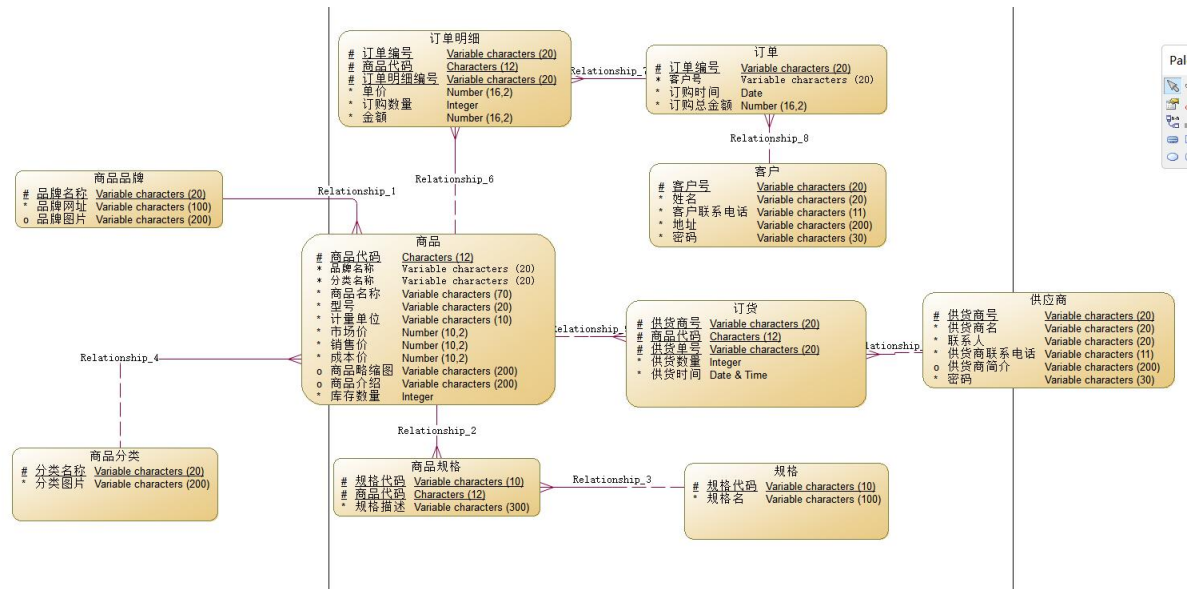 订单明细
# 订单编号 Variable characters (20)
# 商品代码 Characters (12)
# 订单明细编号 Variable characters (20)
* 单价 Number (16,2)
* 订购数量 Integer
* 金额 Number (16,2)
Relationship_7
订单
# 订单编号 Variable characters (20)
* 客户号 Variable characters (20)
* 订购时间 Date
* 订购总金额 Number (16,2)
Pal
Relationship_8
客户
# 客户号 Variable characters (20)
* 姓名 Variable characters (20)
* 客户联系电话 Variable characters (11)
* 地址 Variable characters (200)
* 密码 Variable characters (30)
Relationship_6
商品品牌
# 品牌名称 Variable characters (20)
* 品牌网址 Variable characters (100)
o 品牌图片 Variable characters (200)
Relationship_1
商品
# 商品代码 Characters (12)
* 品牌名称 Variable characters (20)
* 分类名称 Variable characters (20)
* 商品名称 Variable characters (70)
* 型号 Variable characters (20)
* 计量单位 Variable characters (10)
* 市场价 Number (10,2)
* 销售价 Number (10,2)
* 成本价 Number (10,2)
o 商品略缩图 Variable characters (200)
o 商品介绍 Variable characters (200)
* 库存数量 Integer
Relationship_
订货
# 供货商号 Variable characters (20)
# 商品代码 Characters (12)
# 供货单号 Variable characters (20)
* 供货数量 Integer
* 供货时间 Date & Time
Relationship_
供应商
# 供货商号 Variable characters (20)
* 供货商名 Variable characters (20)
* 联系人 Variable characters (20)
* 供货商联系电话 Variable characters (11)
o 供货商简介 Variable characters (200)
* 密码 Variable characters (30)
Relationship_4
Relationship_2
商品分类
# 分类名称 Variable characters (20)
* 分类图片 Variable characters (200)
商品规格
# 规格代码 Variable characters (10)
# 商品代码 Characters (12)
* 规格描述 Variable characters (300)
Relationship_3
规格
# 规格代码 Variable characters (10)
* 规格名 Variable characters (100)